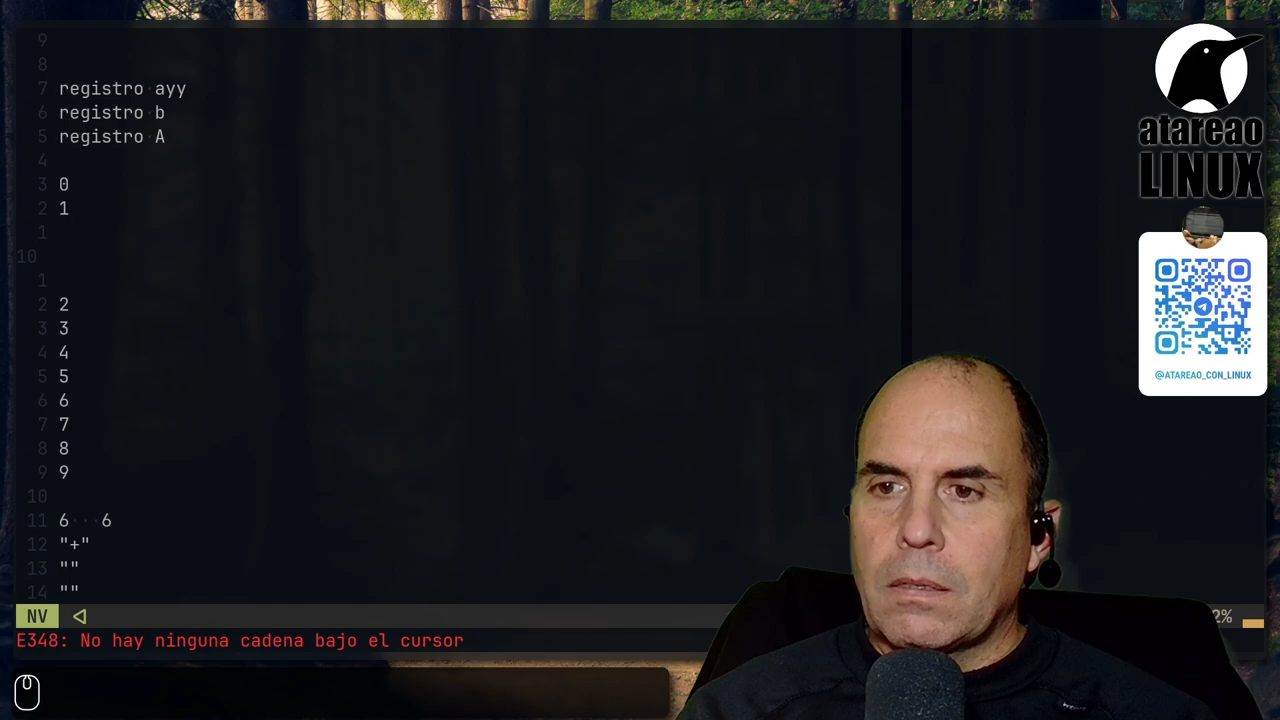 9
8
7 registro ayy
6 registro b
5 registro A
4
3 0
2 1
1
10
1
2 2
3 3
4 4
5 5
6 6
7 7
8 8
9 9
10
11 6···6
12 "+"
13 ""
14 ""
NV
2%
E348: No hay ninguna cadena bajo el cursor
atareao
LINUX
@ATAREAO_CON_LINUX